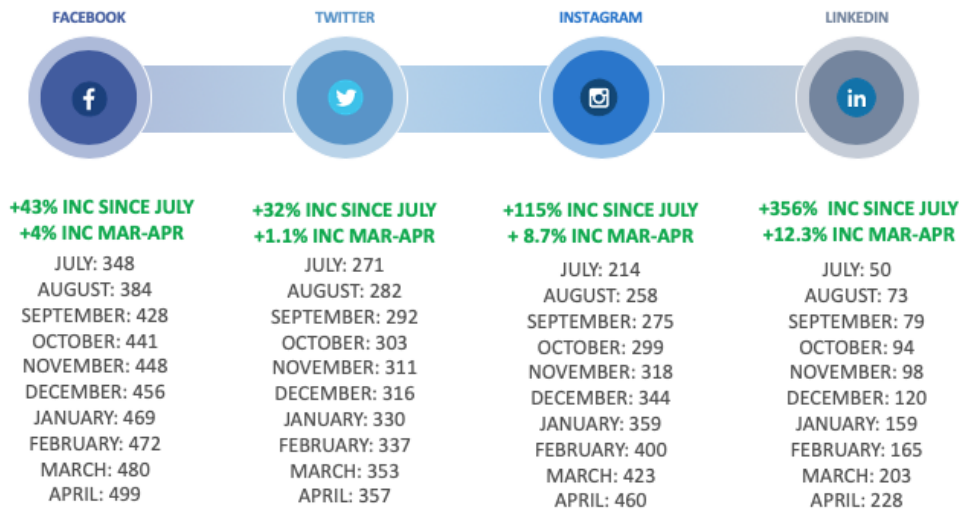 FACEBOOK
TWITTER
INSTAGRAM
LINKEDIN
f
in
+43% INC SINCE JULY
+4% INC MAR-APR
JULY: 348
AUGUST: 384
SEPTEMBER: 428
OCTOBER: 441
NOVEMBER: 448
DECEMBER: 456
JANUARY: 469
FEBRUARY: 472
MARCH: 480
APRIL: 499
+32% INC SINCE JULY
+1.1% INC MAR-APR
JULY: 271
AUGUST: 282
SEPTEMBER: 292
OCTOBER: 303
NOVEMBER: 311
DECEMBER: 316
JANUARY: 330
FEBRUARY: 337
MARCH: 353
APRIL: 357
+115% INC SINCE JULY
+ 8.7% INC MAR-APR
JULY: 214
AUGUST: 258
SEPTEMBER: 275
OCTOBER: 299
NOVEMBER: 318
DECEMBER: 344
JANUARY: 359
FEBRUARY: 400
MARCH: 423
APRIL: 460
+356%  INC SINCE JULY
+12.3% INC MAR-APR
JULY: 50
AUGUST: 73
SEPTEMBER: 79
OCTOBER: 94
NOVEMBER: 98
DECEMBER: 120
JANUARY: 159
FEBRUARY: 165
MARCH: 203
APRIL: 228